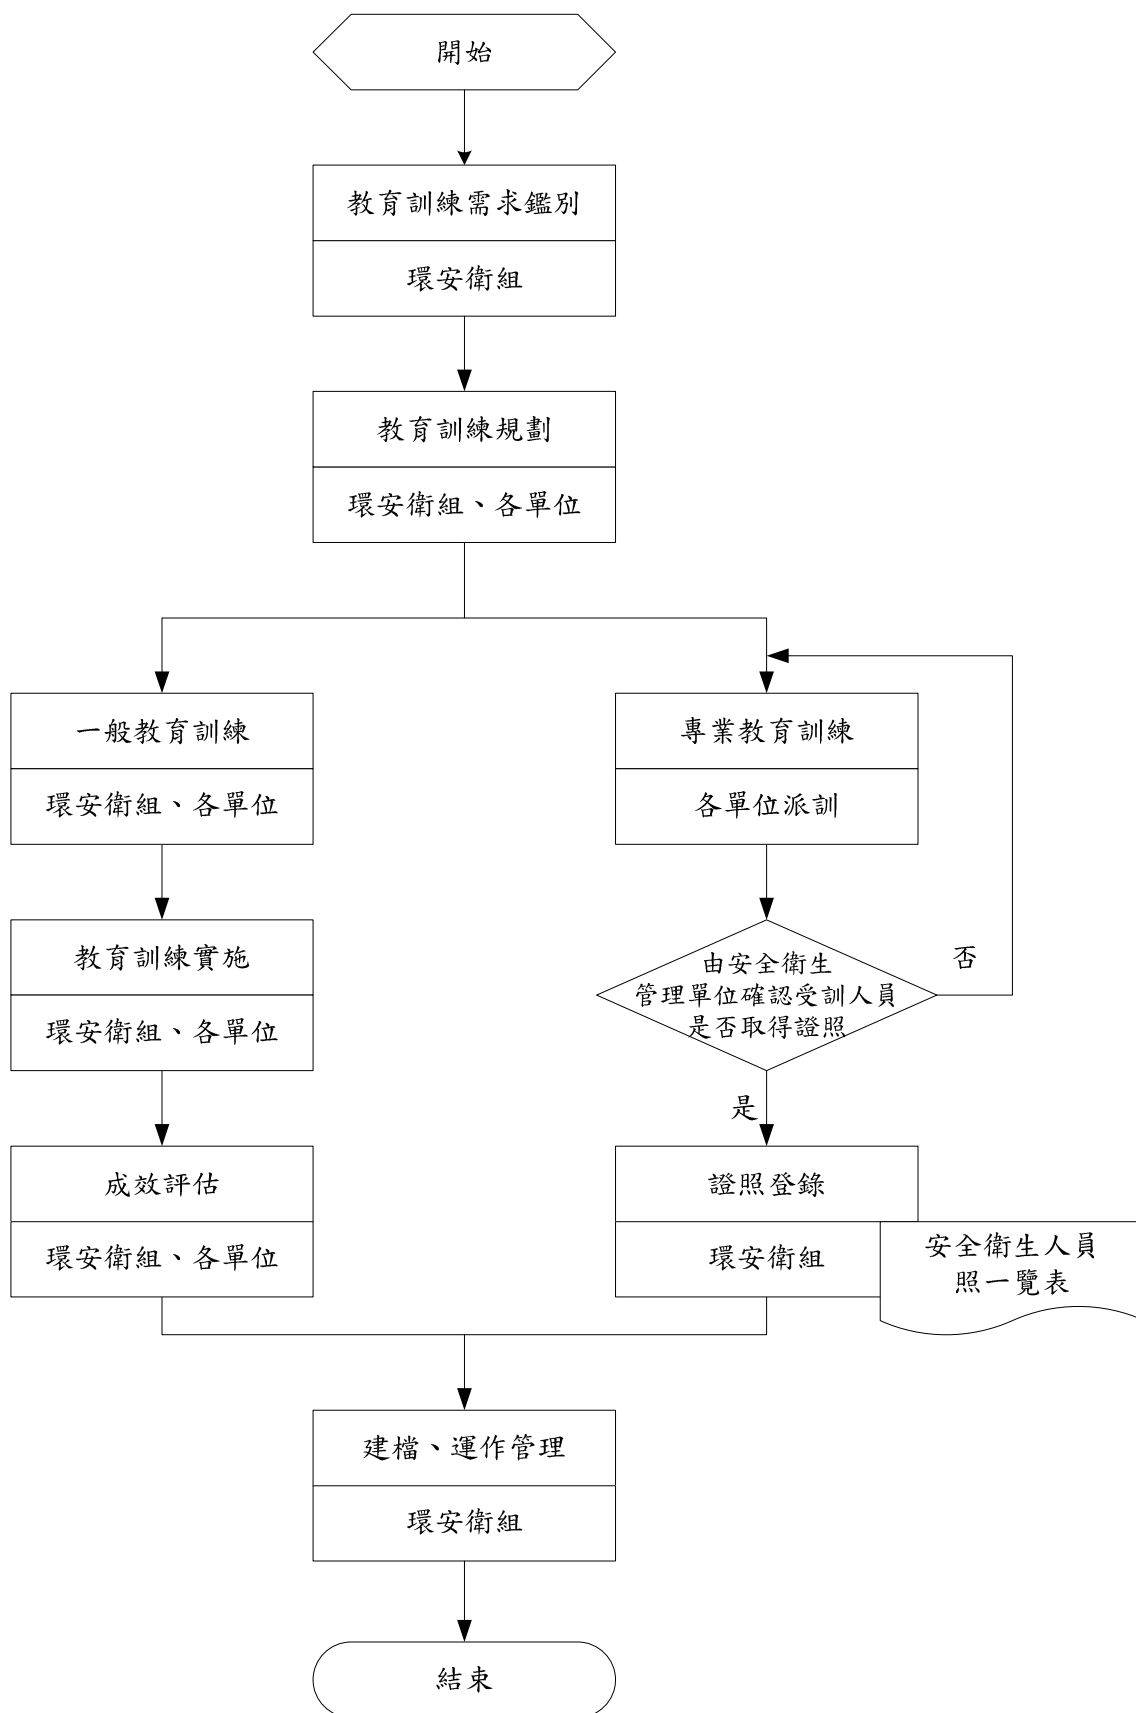 開始
教育訓練需求鑑別
環安衛組
教育訓練規劃
環安衛組、各單位
一般教育訓練
環安衛組、各單位
專業教育訓練
各單位派訓
教育訓練實施
環安衛組、各單位
由安全衛生
管理單位確認受訓人員
是否取得證照
否
是
成效評估
環安衛組、各單位
證照登錄
環安衛組
安全衛生人員
照一覽表
建檔、運作管理
環安衛組
結束